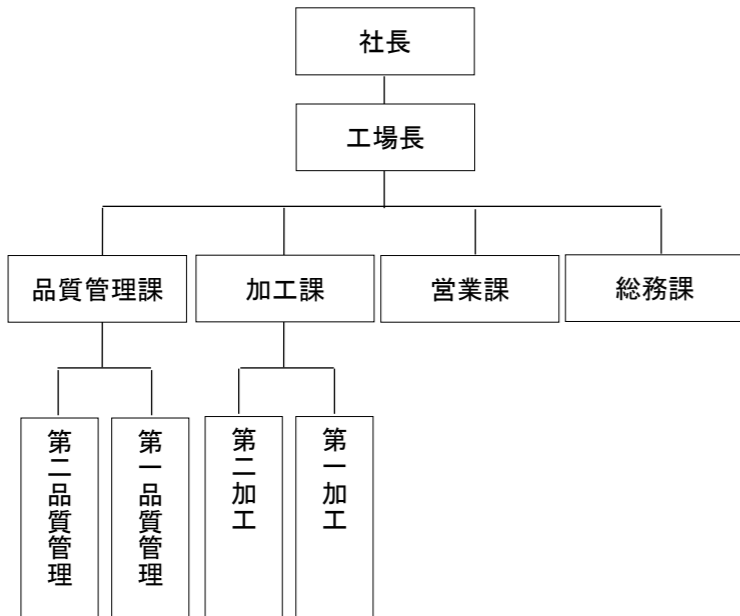 社長
工場長
品質管理課
加工課
営業課
総務課
第二品質管理
第一品質管理
第二加工
第一加工